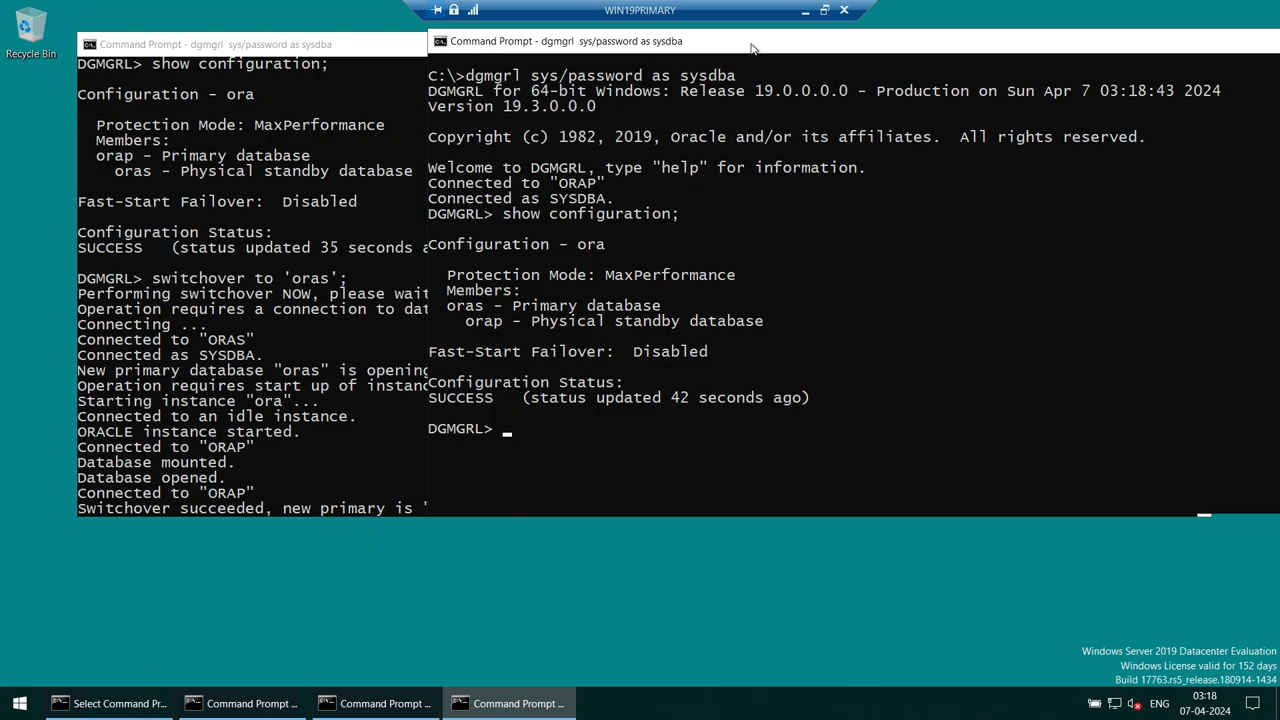 WIN19PRIMARY
Recycle Bin
Command Prompt - dgmgrl  sys/password as sysdba
DGMGRL> show configuration;
Configuration - ora
Protection Mode: MaxPerformance
Members:
orap - Primary database
oras - Physical standby database
Fast-Start Failover:  Disabled
Configuration Status:
SUCCESS   (status updated 35 seconds a
DGMGRL> switchover to 'oras';
Performing switchover NOW, please wait
Operation requires a connection to dat
Connecting ...
Connected to "ORAS"
Connected as SYSDBA.
New primary database "oras" is opening
Operation requires start up of instanc
Starting instance "ora"...
Connected to an idle instance.
ORACLE instance started.
Connected to "ORAP"
Database mounted.
Database opened.
Connected to "ORAP"
Switchover succeeded, new primary is "
Command Prompt - dgmgrl  sys/password as sysdba
C:\>dgmgrl sys/password as sysdba
DGMGRL for 64-bit Windows: Release 19.0.0.0.0 - Production on Sun Apr 7 03:18:43 2024
Version 19.3.0.0.0
Copyright (c) 1982, 2019, Oracle and/or its affiliates.  All rights reserved.
Welcome to DGMGRL, type "help" for information.
Connected to "ORAP"
Connected as SYSDBA.
DGMGRL> show configuration;
Configuration - ora
Protection Mode: MaxPerformance
Members:
oras - Primary database
orap - Physical standby database
Fast-Start Failover:  Disabled
Configuration Status:
SUCCESS   (status updated 42 seconds ago)
DGMGRL> _
Windows Server 2019 Datacenter Evaluation
Windows License valid for 152 days
Build 17763.rs5_release.180914-1434
Select Command Pr...
Command Prompt ...
Command Prompt ...
Command Prompt ...
ENG
03:18
07-04-2024